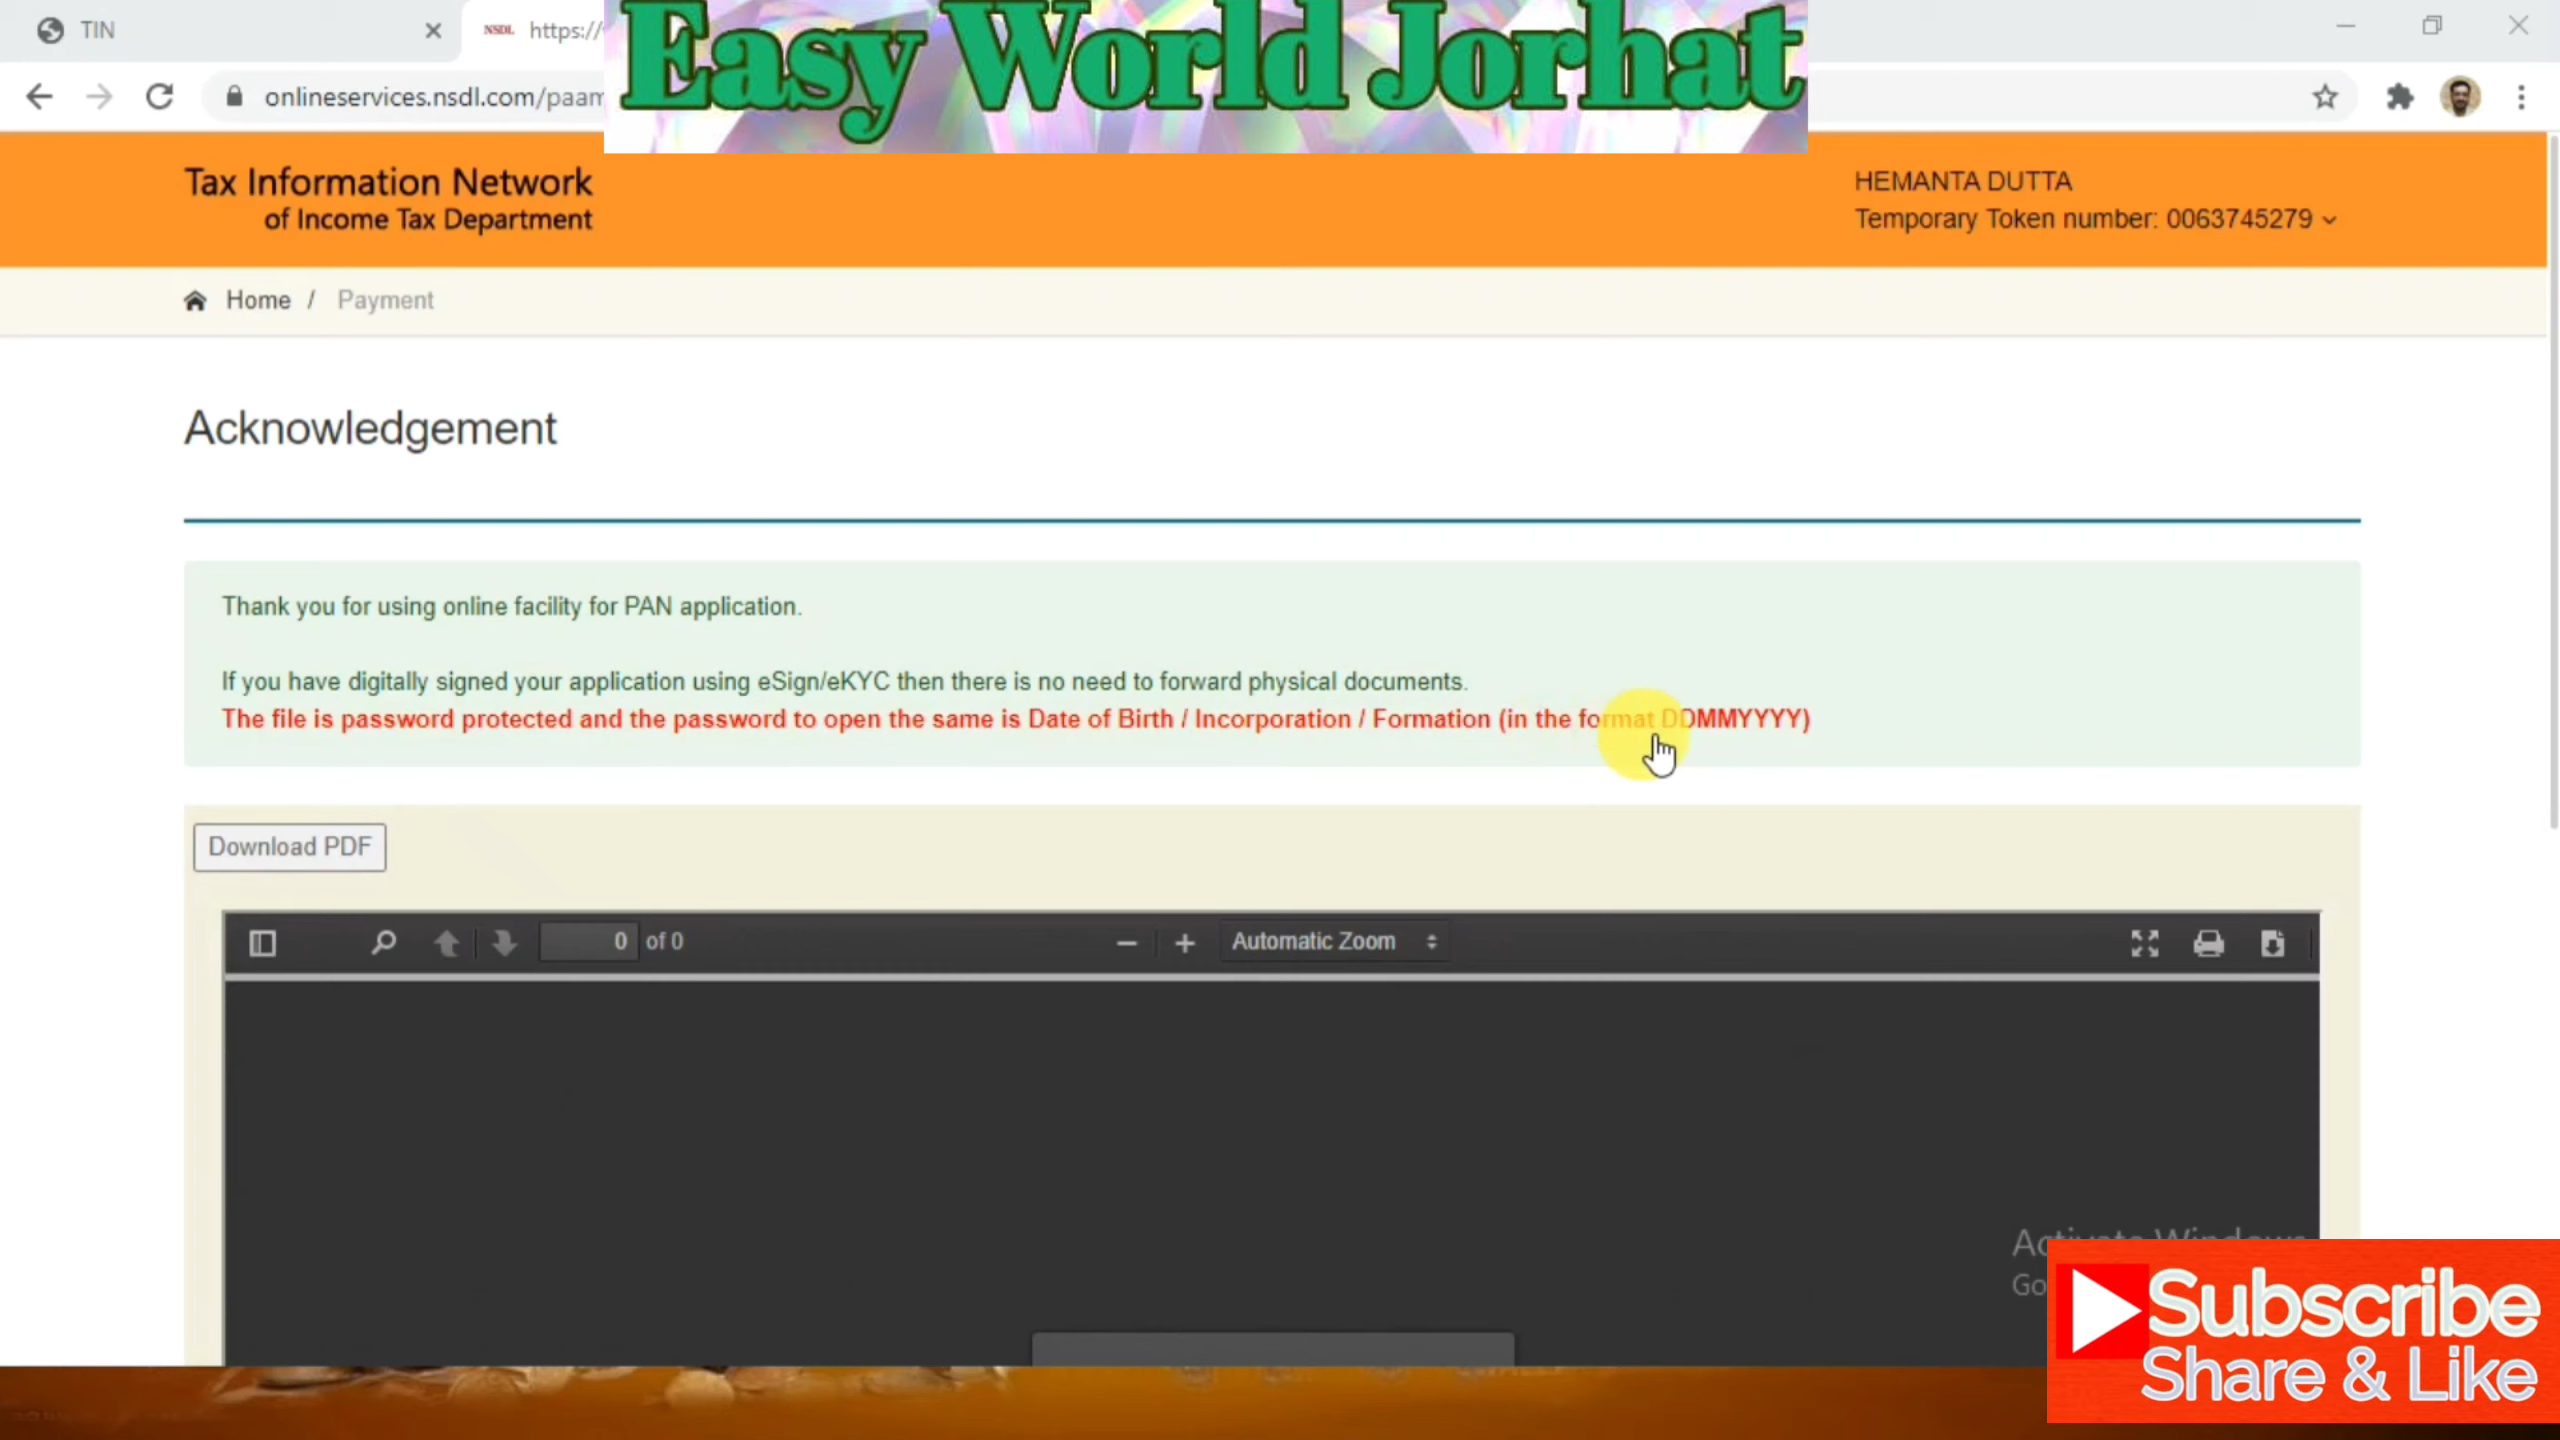 TIN
NSDL https://
Easy World Jorhat
onlineservices.nsdl.com/paam
Tax Information Network
of Income Tax Department
HEMANTA DUTTA
Temporary Token number: 0063745279
Home / Payment
Acknowledgement
Thank you for using online facility for PAN application.
If you have digitally signed your application using eSign/eKYC then there is no need to forward physical documents.
The file is password protected and the password to open the same is Date of Birth / Incorporation / Formation (in the format DDMMYYYY)
Download PDF
0 of 0
Automatic Zoom
Activate Windows
Go
Subscribe
Share & Like